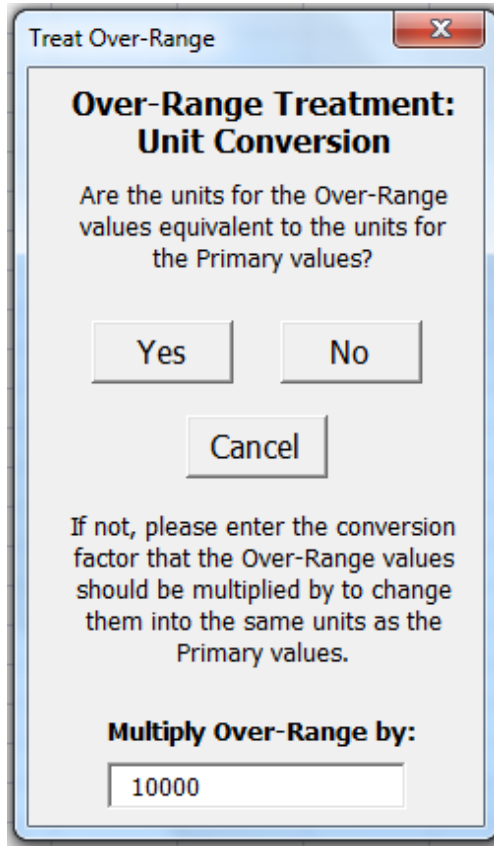 Treat Over-Range
Over-Range Treatment:
Unit Conversion
Are the units for the Over-Range
values equivalent to the units for
the Primary values?
Yes
No
Cancel
If not, please enter the conversion
factor that the Over-Range values
should be multiplied by to change
them into the same units as the
Primary values.
Multiply Over-Range by:
10000